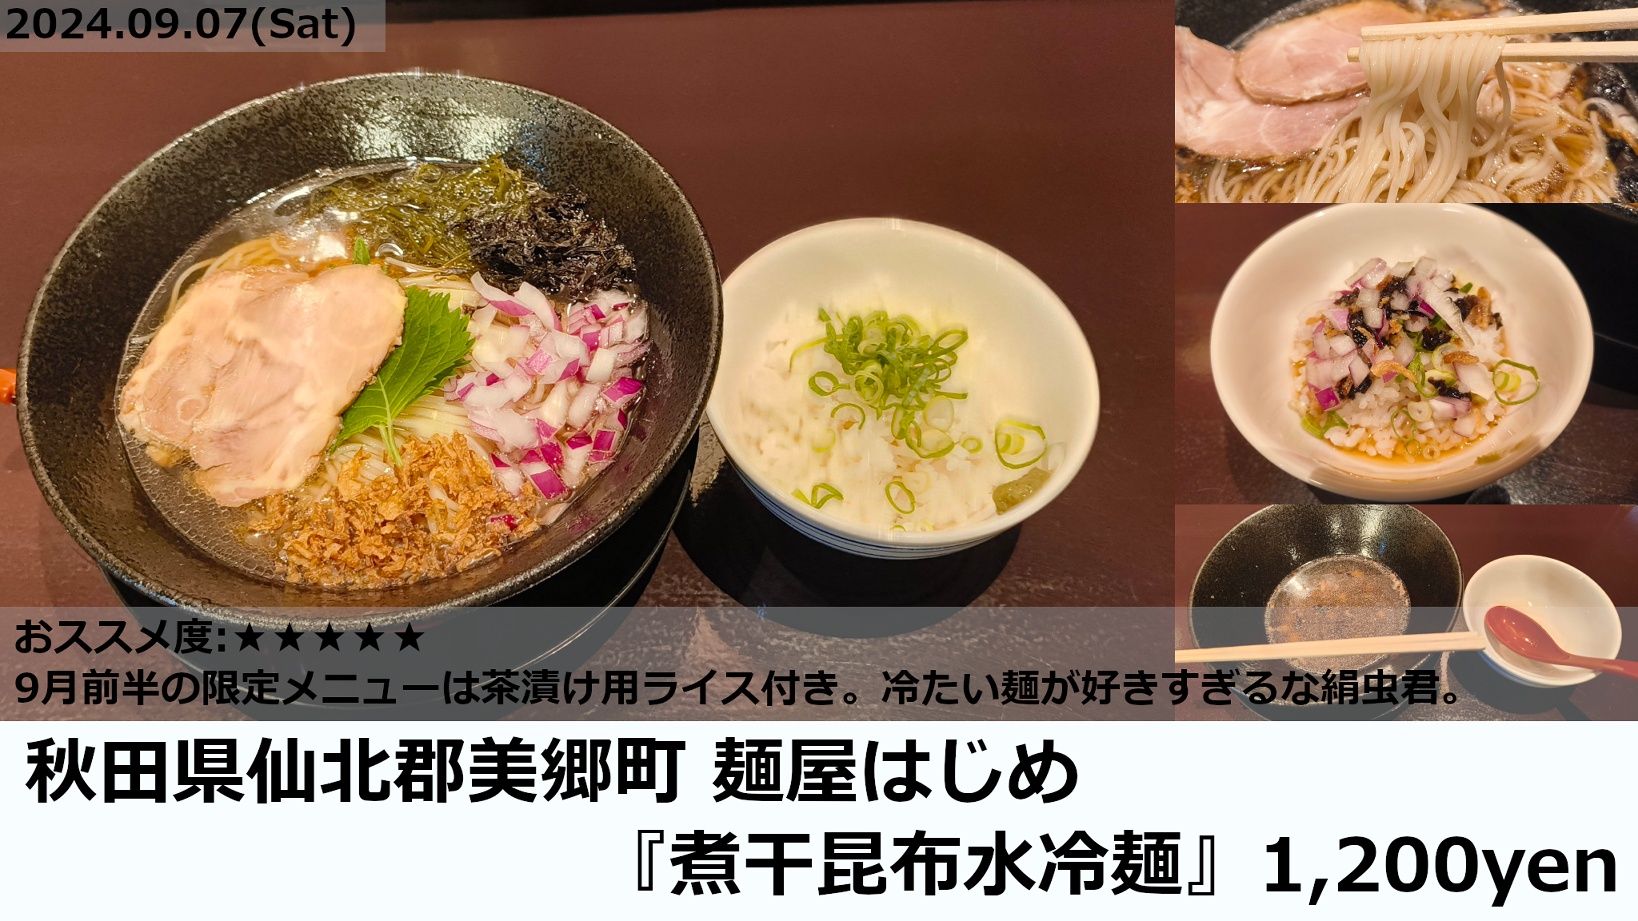 2024.09.07(Sat)
おススメ度:★★★★★
9月前半の限定メニューは茶漬け用ライス付き。冷たい麺が好きすぎるな絹虫君。
秋田県仙北郡美郷町 麺屋はじめ
『煮干昆布水冷麺』1,200yen